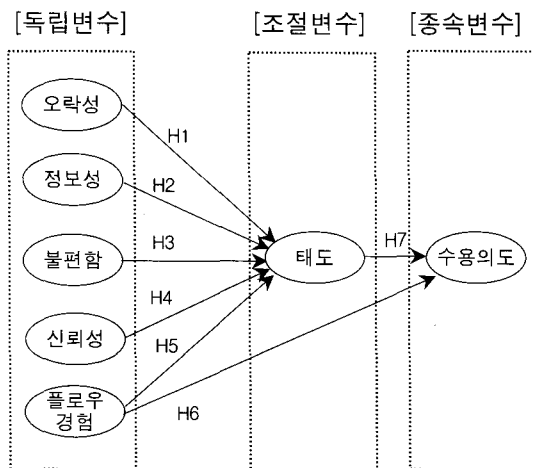 [독립변수] [조절변수] [종속변수]
오락성
H1
정보성
H2
불편함
H3
태도
H7
수용의도
신뢰성
H4
H5
플로우
경험
H6